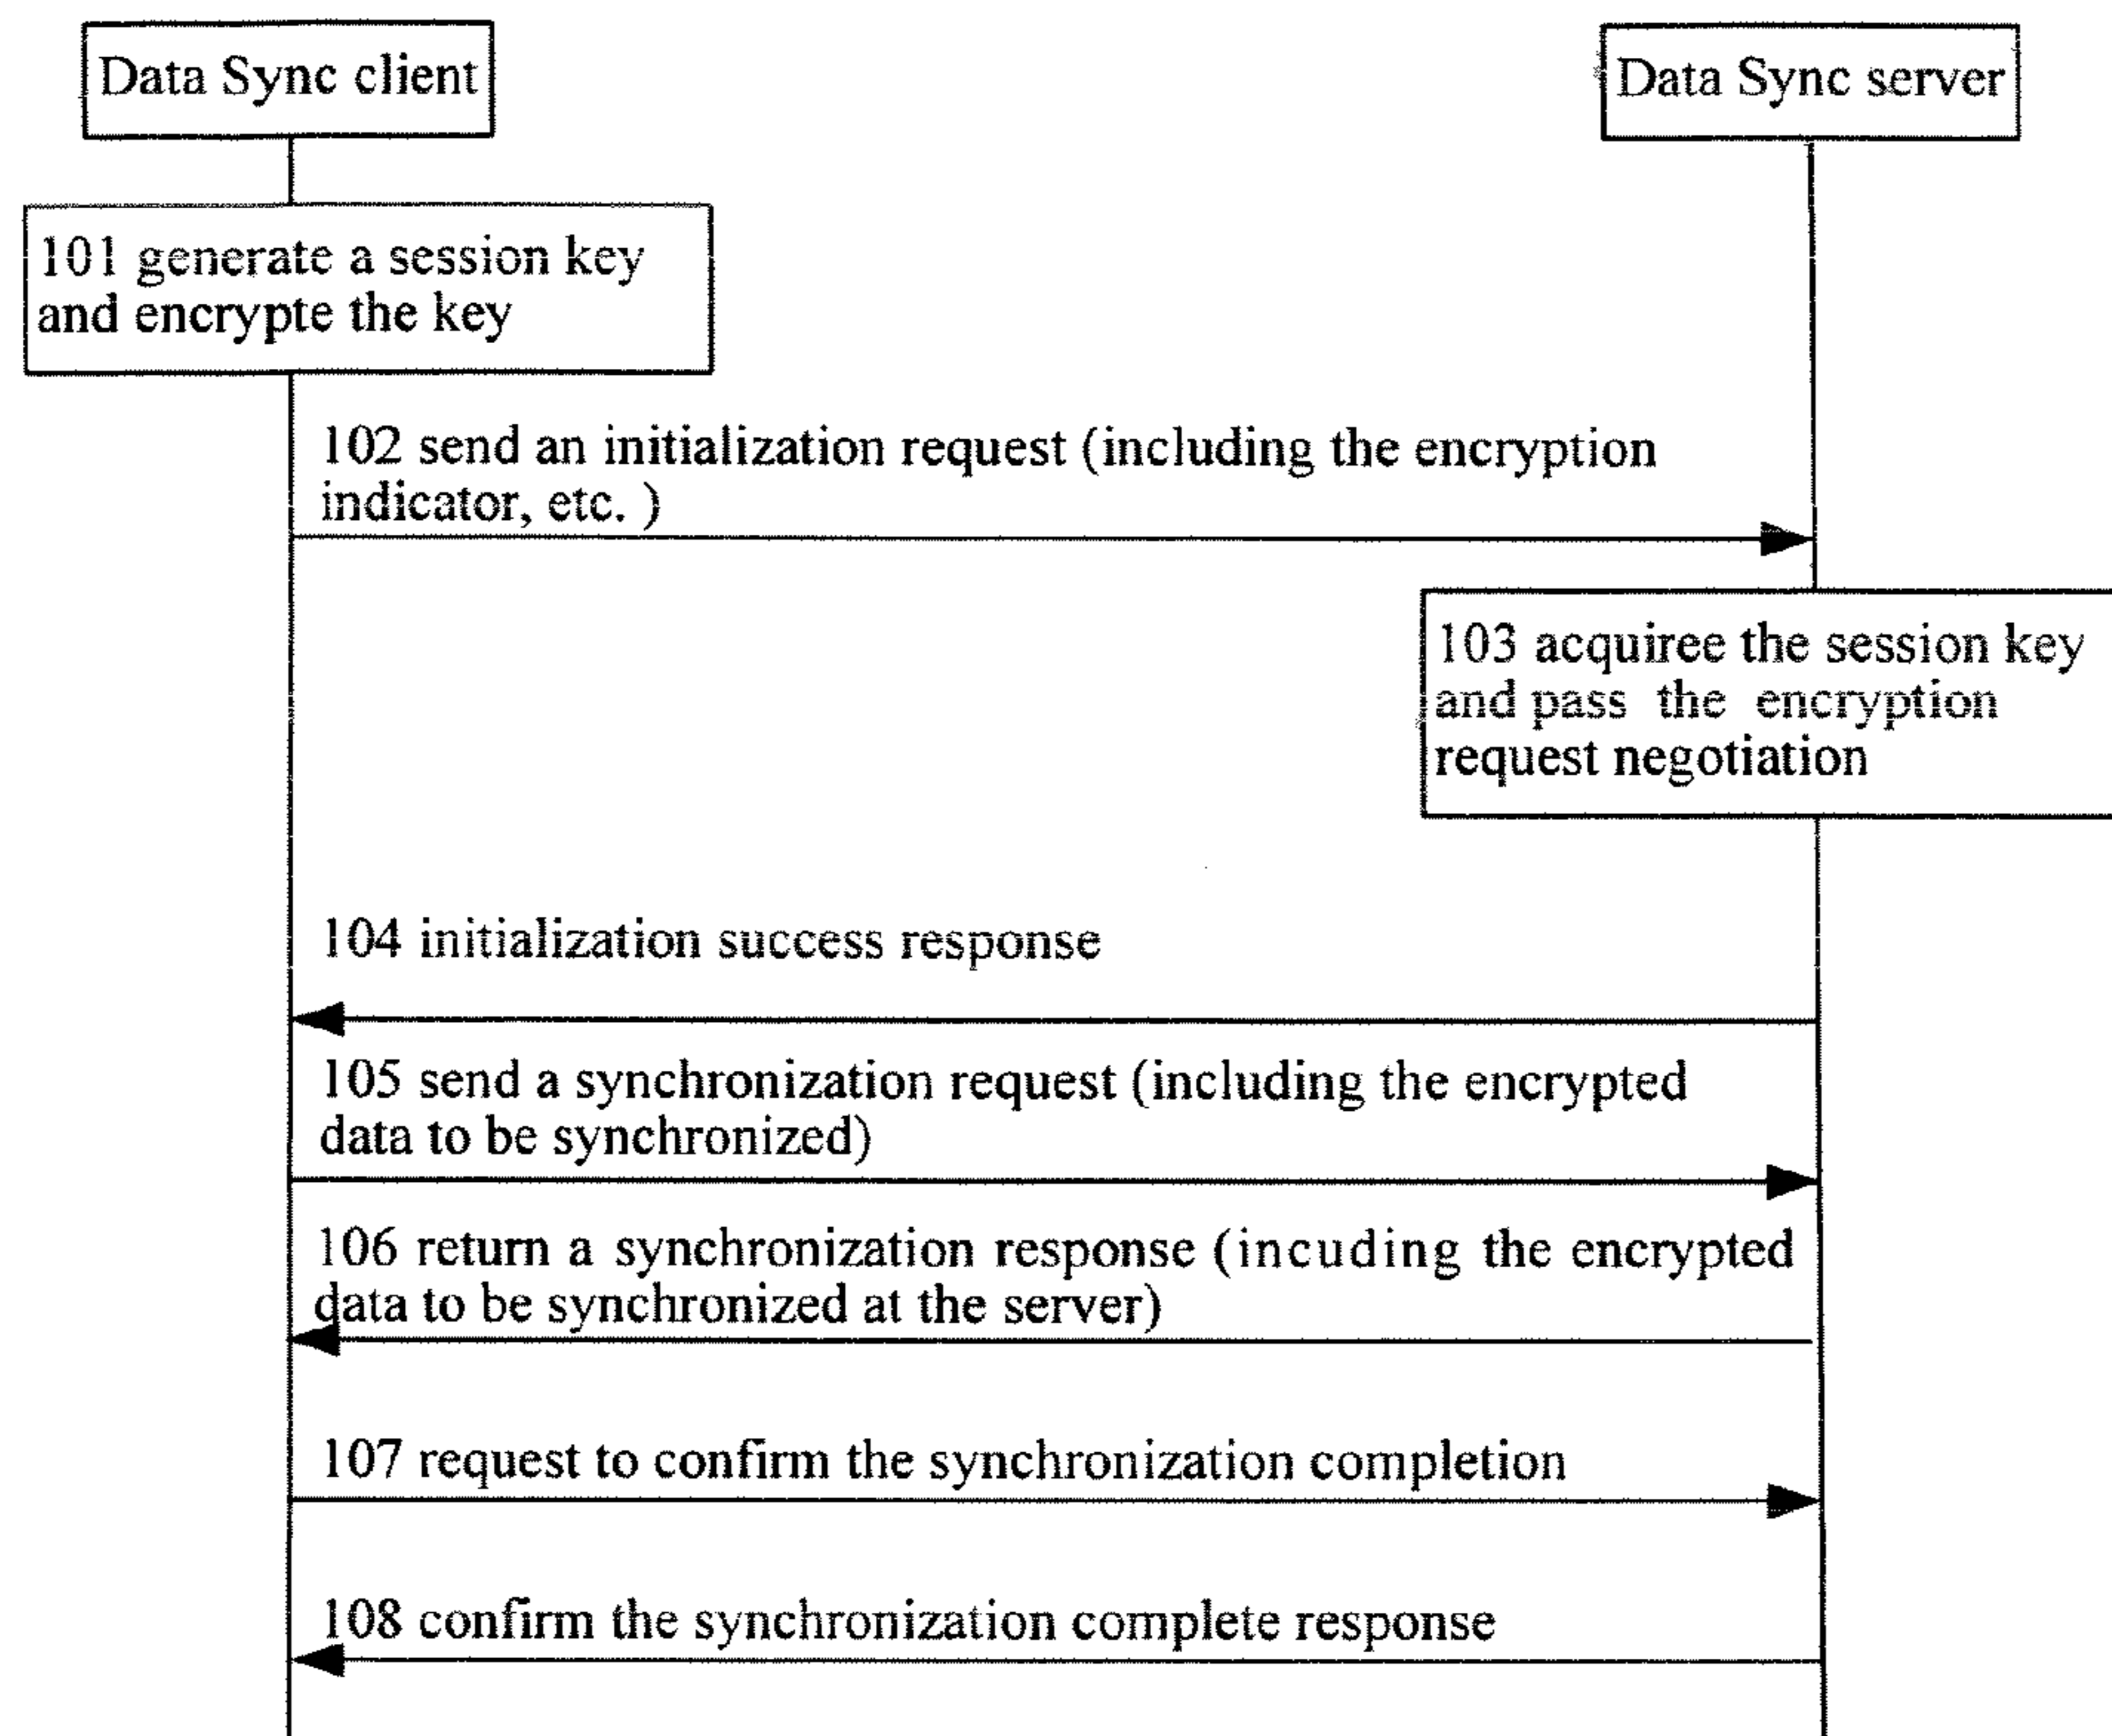 Data Sync client
Data Sync server
101 generate a session key
and encrypte the key
102 send an initialization request (including the encryption
indicator, etc. )
103 acquiree the session key
and pass the encryption
request negotiation
104 initialization success response
105 send a synchronization request (including the encrypted
data to be synchronized)
106 return a synchronization response (incuding the encrypted
data to be synchronized at the server)
107 request to confirm the synchronization completion
108 confirm the synchronization complete response